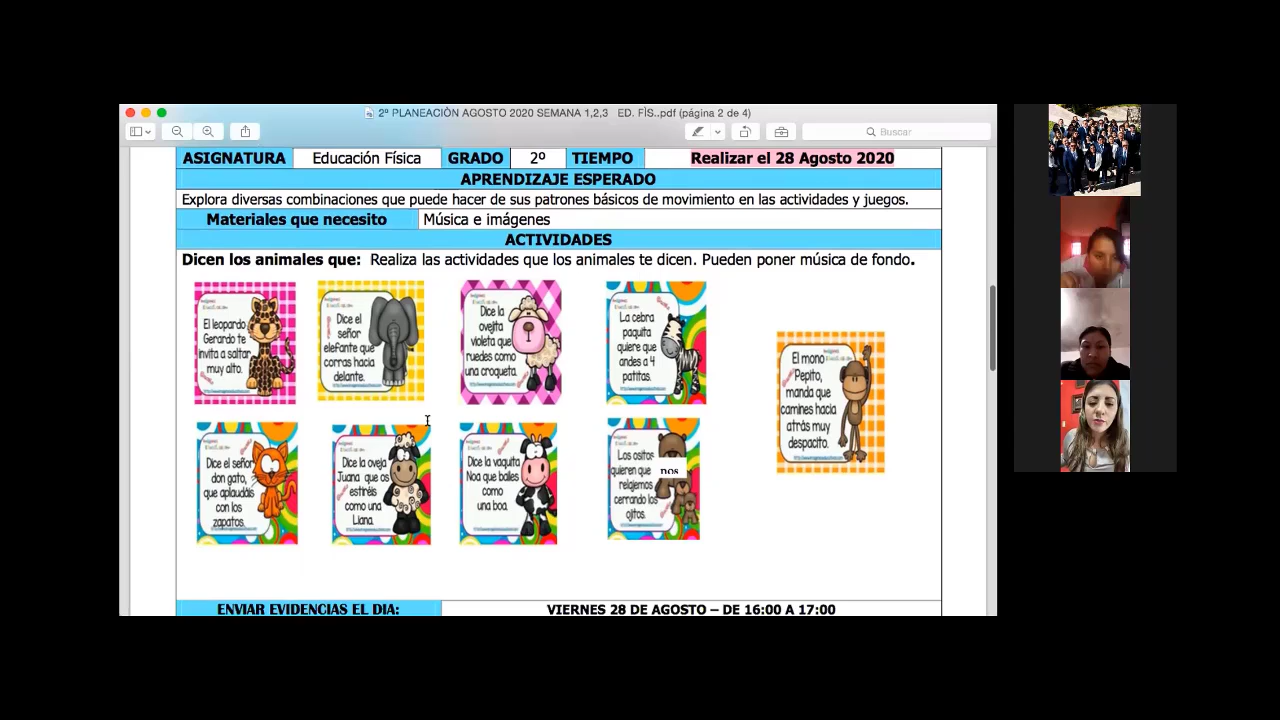 2º PLANEACIÒN AGOSTO 2020 SEMANA 1,2,3 ED. FÌS..pdf (página 2 de 4)
Buscar
ASIGNATURA Educación Física GRADO 2º TIEMPO Realizar el 28 Agosto 2020
APRENDIZAJE ESPERADO
Explora diversas combinaciones que puede hacer de sus patrones básicos de movimiento en las actividades y juegos.
Materiales que necesito Música e imágenes
ACTIVIDADES
Dicen los animales que: Realiza las actividades que los animales te dicen. Pueden poner música de fondo.
El leopardo
Gerardo te
invita a saltar
muy alto.
Dice el
señor
elefante que
corras hacia
delante.
Dice la
ovejita
violeta que
ruedes como
una croqueta.
La cebra
paquita
quiere que
andes a 4
patitas.
El mono
Pepito,
manda que
camines hacia
atrás muy
despacito.
Dice el señor
don gato,
que aplaudáis
con los
zapatos.
Dice la oveja
Juana que os
estiréis
como una
Liana.
Dice la vaquita
Noa que bailes
como
una boa.
Los ositos
quieren que nos
relajemos
cerrando los
ojitos.
ENVIAR EVIDENCIAS EL DIA: VIERNES 28 DE AGOSTO – DE 16:00 A 17:00